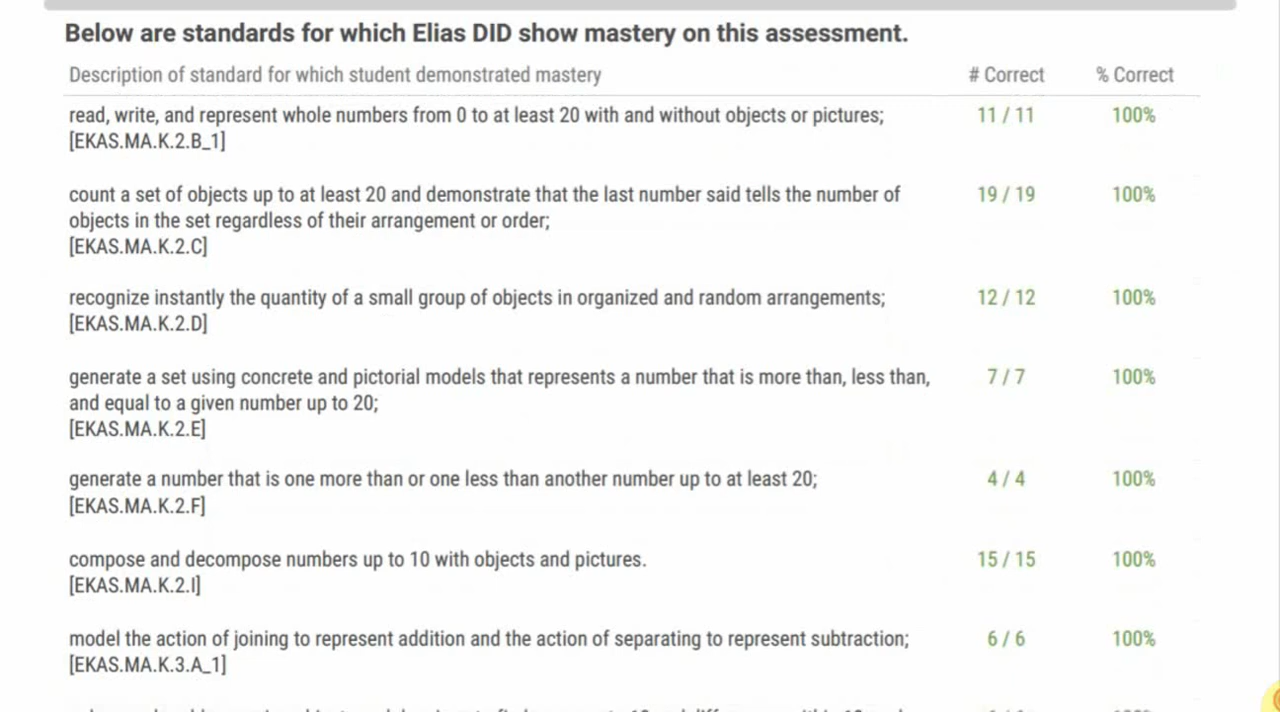 Below are standards for which Elias DID show mastery on this assessment.
Description of standard for which student demonstrated mastery # Correct % Correct
read, write, and represent whole numbers from 0 to at least 20 with and without objects or pictures; 11 / 11 100%
[EKAS.MA.K.2.B_1]
count a set of objects up to at least 20 and demonstrate that the last number said tells the number of 19 / 19 100%
objects in the set regardless of their arrangement or order;
[EKAS.MA.K.2.C]
recognize instantly the quantity of a small group of objects in organized and random arrangements; 12 / 12 100%
[EKAS.MA.K.2.D]
generate a set using concrete and pictorial models that represents a number that is more than, less than, 7 / 7 100%
and equal to a given number up to 20;
[EKAS.MA.K.2.E]
generate a number that is one more than or one less than another number up to at least 20; 4 / 4 100%
[EKAS.MA.K.2.F]
compose and decompose numbers up to 10 with objects and pictures. 15 / 15 100%
[EKAS.MA.K.2.I]
model the action of joining to represent addition and the action of separating to represent subtraction; 6 / 6 100%
[EKAS.MA.K.3.A_1]